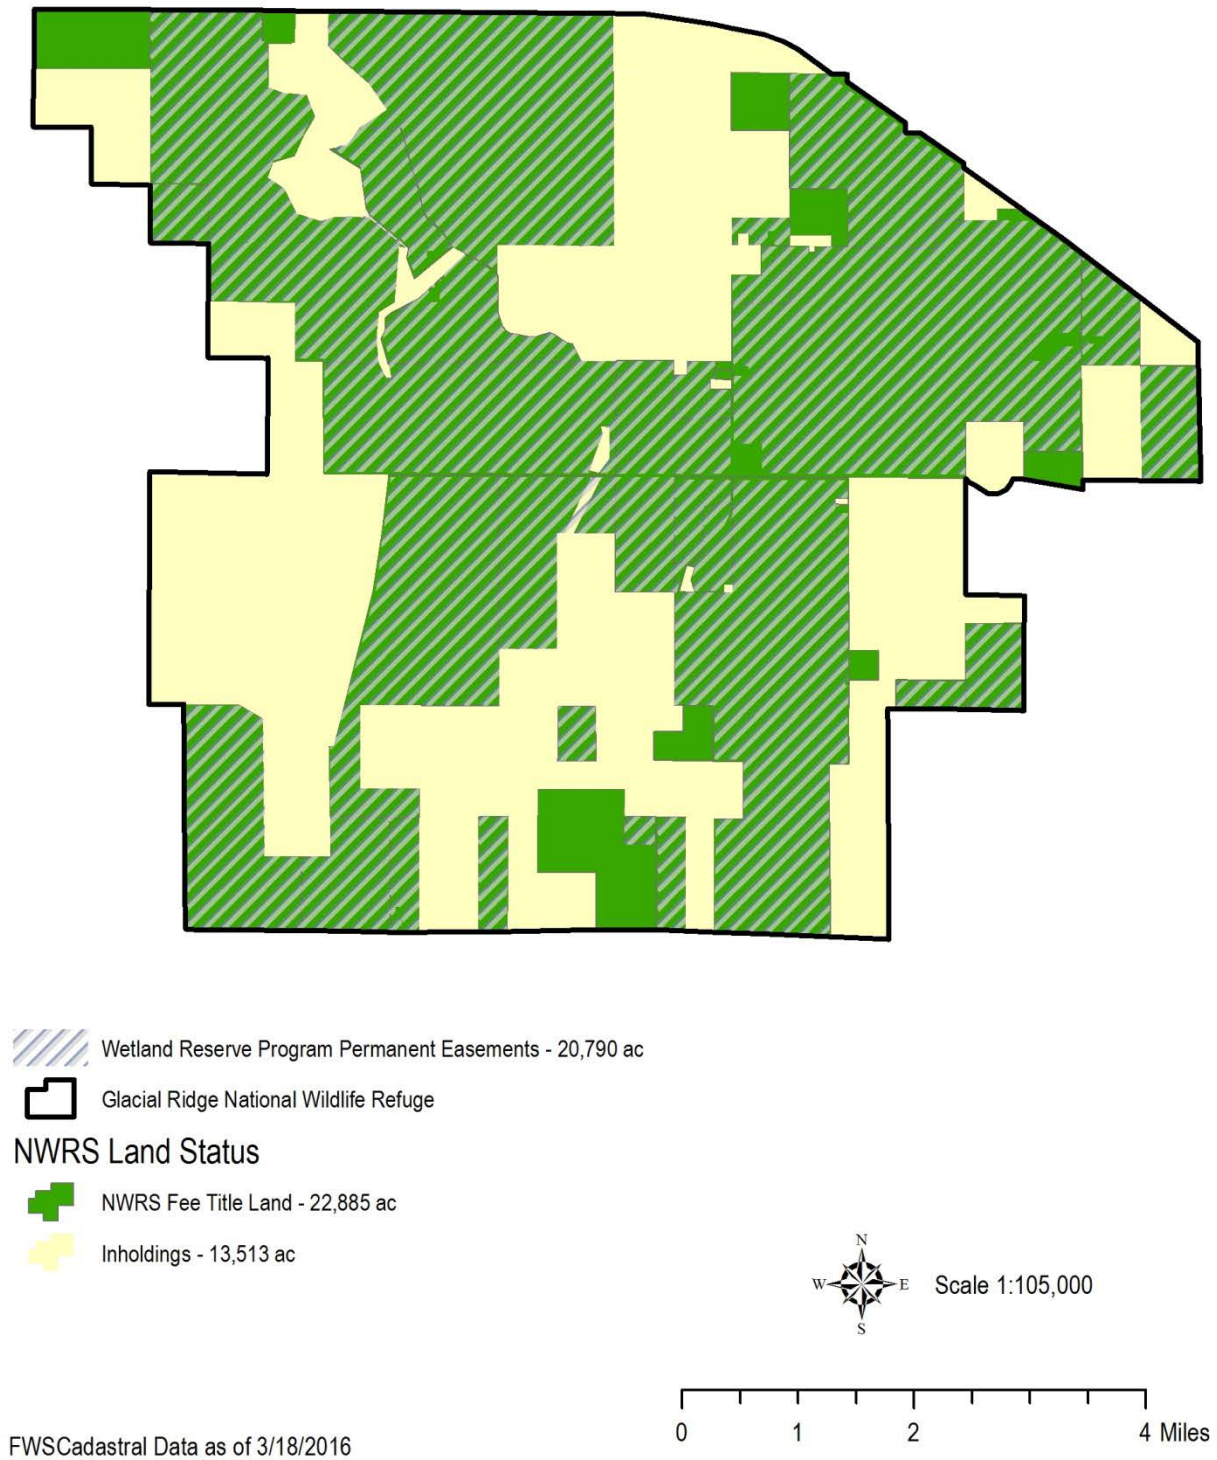 Wetland Reserve Program Permanent Easements - 20,790 ac
Glacial Ridge National Wildlife Refuge
NWRS Land Status
NWRS Fee Title Land - 22,885 ac
Inholdings - 13,513 ac
N
W E
S
Scale 1:105,000
0 1 2 4 Miles
FWSCadastral Data as of 3/18/2016